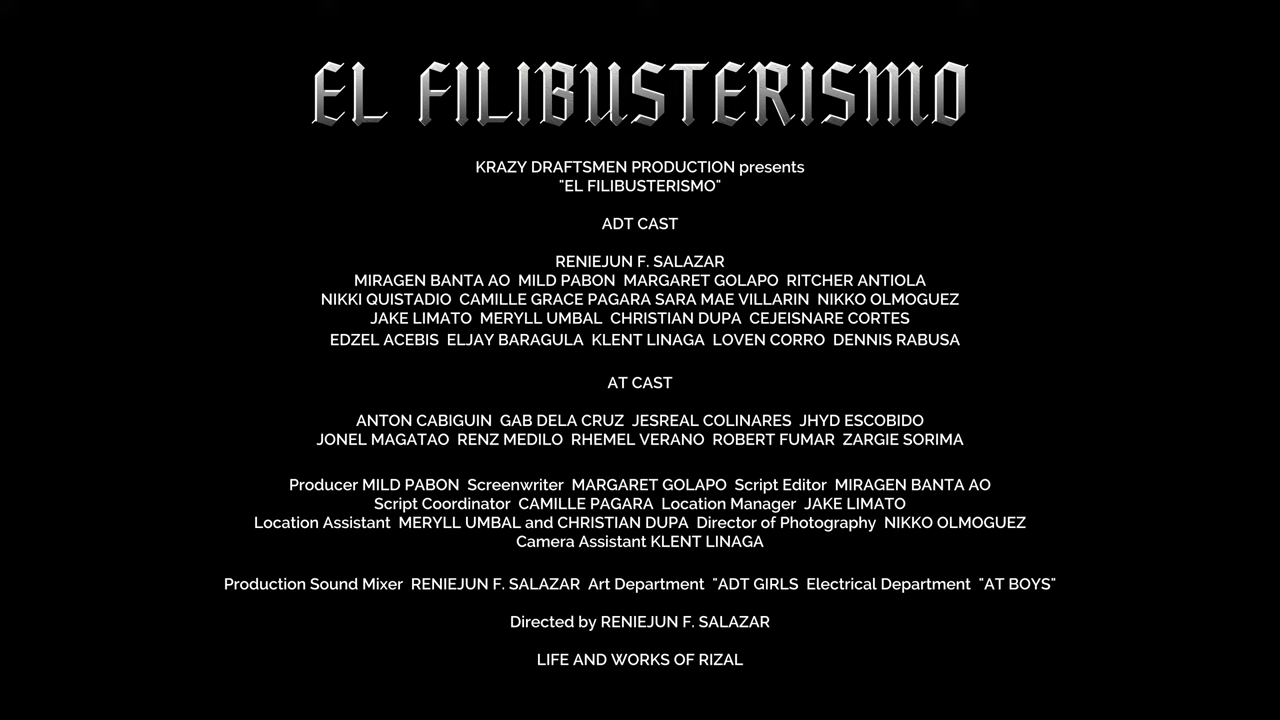 EL FILIBUSTERISMO
KRAZY DRAFTSMEN PRODUCTION presents
"EL FILIBUSTERISMO"
ADT CAST
RENIEJUN F. SALAZAR
MIRAGEN BANTA AO MILD PABON MARGARET GOLAPO RITCHER ANTIOLA
NIKKI QUISTADIO CAMILLE GRACE PAGARA SARA MAE VILLARIN NIKKO OLMOGUEZ
JAKE LIMATO MERYLL UMBAL CHRISTIAN DUPA CEJEISNARE CORTES
EDZEL ACEBIS ELJAY BARAGULA KLENT LINAGA LOVEN CORRO DENNIS RABUSA
AT CAST
ANTON CABIGUIN GAB DELA CRUZ JESREAL COLINARES JHYD ESCOBIDO
JONEL MAGATAO RENZ MEDILO RHEMEL VERANO ROBERT FUMAR ZARGIE SORIMA
Producer MILD PABON Screenwriter MARGARET GOLAPO Script Editor MIRAGEN BANTA AO
Script Coordinator CAMILLE PAGARA Location Manager JAKE LIMATO
Location Assistant MERYLL UMBAL and CHRISTIAN DUPA Director of Photography NIKKO OLMOGUEZ
Camera Assistant KLENT LINAGA
Production Sound Mixer RENIEJUN F. SALAZAR Art Department "ADT GIRLS Electrical Department "AT BOYS"
Directed by RENIEJUN F. SALAZAR
LIFE AND WORKS OF RIZAL